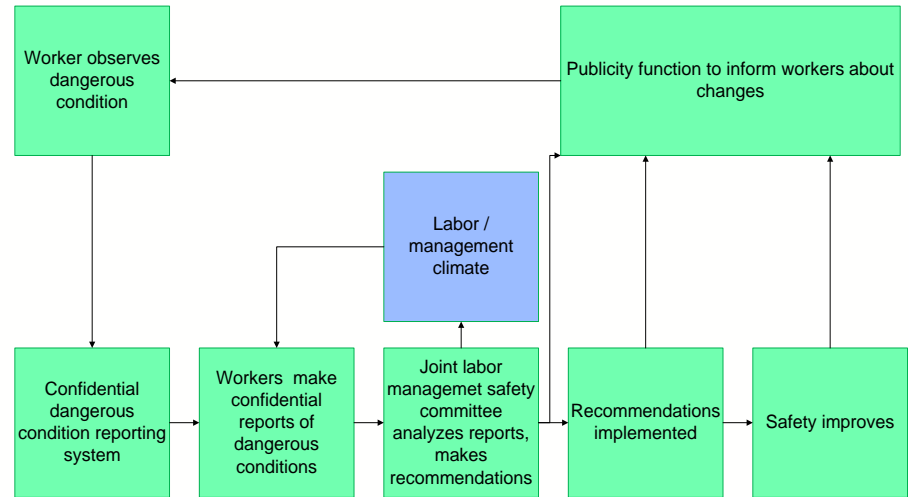 Worker observes
dangerous
condition
Publicity function to inform workers about
changes
Labor /
management
climate
Confidential
dangerous
condition reporting
system
Workers make
confidential
reports of
dangerous
conditions
Joint labor
managemet safety
committee
analyzes reports,
makes
recommendations
Recommendations
implemented
Safety improves